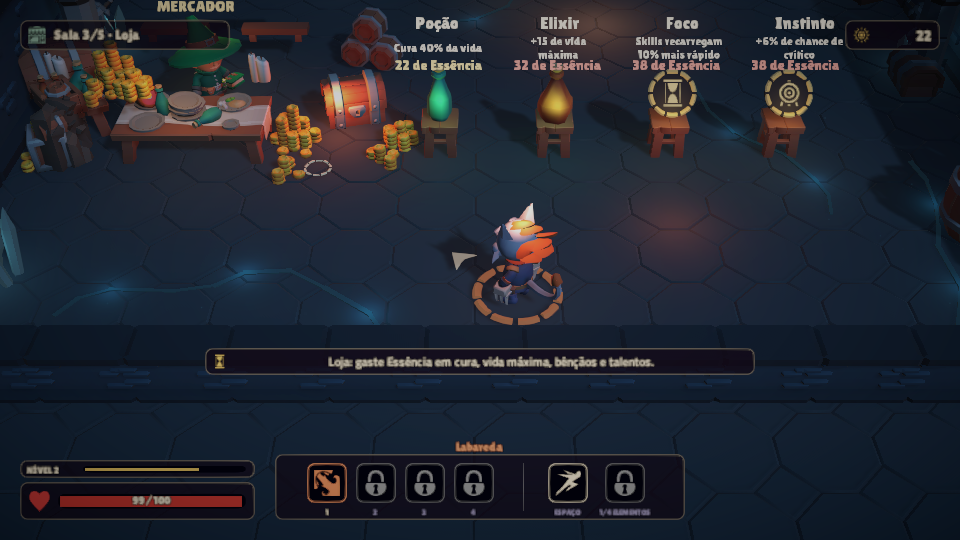 MERCADOR
Sala 3/5 · Loja
Poção
Cura 40% da vida
22 de Essência
Elixir
+15 de vida
máxima
32 de Essência
Foco
Skills recarregam
10% mais rápido
38 de Essência
Instinto
+6% de chance de
crítico
38 de Essência
22
Loja: gaste Essência em cura, vida máxima, bênçãos e talentos.
Labareda
NÍVEL 2
99/100
1
2
3
4
ESPAÇO
1/4 ELEMENTOS